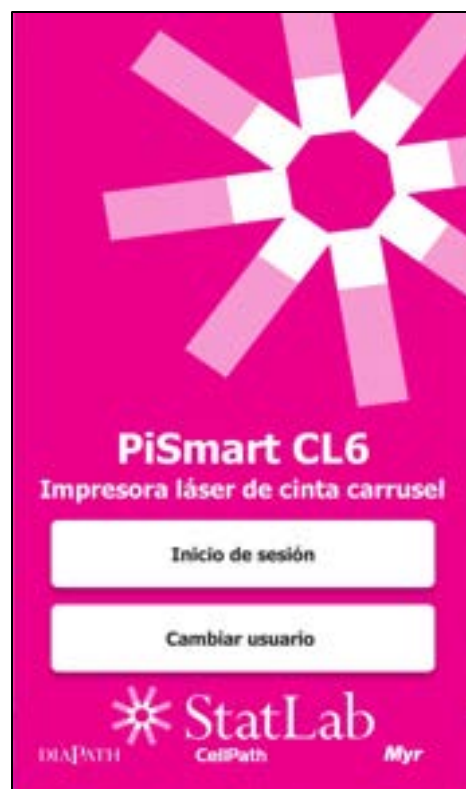 PiSmart CL6
Impresora láser de cinta carrusel
Inicio de sesión
Cambiar usuario
StatLab
DIAPATH CellPath Myr